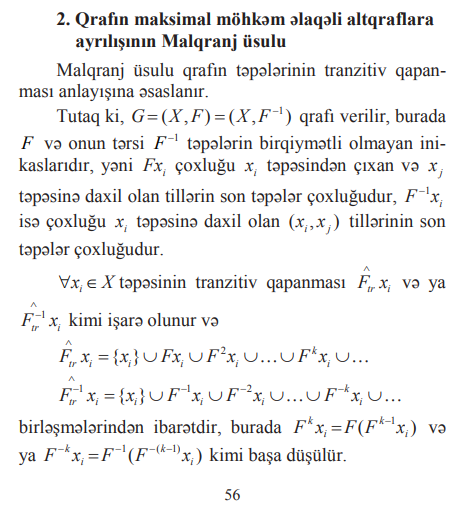 2. Qrafın maksimal möhkəm əlaqəli altqraflara
ayrılışının Malqranj üsulu
Malqranj üsulu qrafın təpələrinin tranzitiv qapan-
ması anlayışına əsaslanır.
Tutaq ki, G=(X,F)=(X,F⁻¹) qrafı verilir, burada
F və onun tərsi F⁻¹ təpələrin birqiymətli olmayan ini-
kaslarıdır, yəni Fxᵢ çoxluğu xᵢ təpəsindən çıxan və xⱼ
təpəsinə daxil olan tillərin son təpələr çoxluğudur, F⁻¹xᵢ
isə çoxluğu xᵢ təpəsinə daxil olan (xᵢ,xⱼ) tillərinin son
təpələr çoxluğudur.
∀xᵢ∈X təpəsinin tranzitiv qapanması F̂ₜᵣ xᵢ və ya
F̂ₜᵣ⁻¹ xᵢ kimi işarə olunur və
F̂ₜᵣ xᵢ = {xᵢ}∪Fxᵢ∪F²xᵢ∪…∪Fᵏxᵢ∪…
F̂ₜᵣ⁻¹ xᵢ = {xᵢ}∪F⁻¹xᵢ∪F⁻²xᵢ∪…∪F⁻ᵏxᵢ∪…
birləşmələrindən ibarətdir, burada Fᵏxᵢ=F(Fᵏ⁻¹xᵢ) və
ya F⁻ᵏxᵢ=F⁻¹(F⁻⁽ᵏ⁻¹⁾xᵢ) kimi başa düşülür.
56